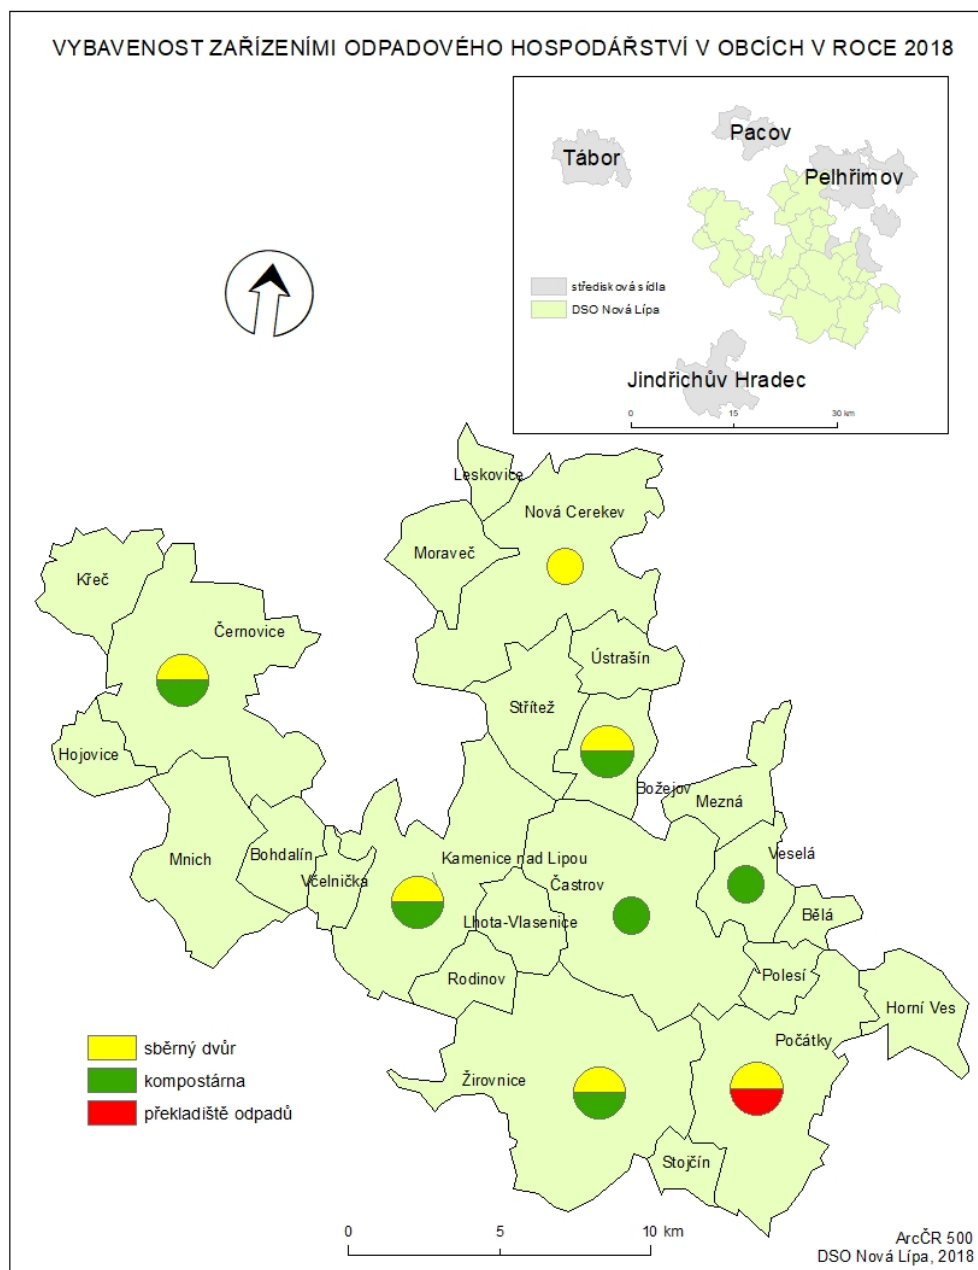 VYBAVENOST ZAŘÍZENÍMI ODPADOVÉHO HOSPODÁŘSTVÍ V OBCÍCH V ROCE 2018
Pacov
Tábor
Pelhřimov
středisková sídla
DSO Nová Lípa
Jindřichův Hradec
0 15 30 km
Leskovice
Nová Cerekev
Moraveč
Křeč
Černovice
Ústrašín
Střítež
Hojovice
Božejov
Mezná
Mnich
Bohdalín
Včelnička
Kamenice nad Lipou
Častrov
Veselá
Lhota-Vlasenice
Bělá
Rodinov
Polesí
Horní Ves
Počátky
Žirovnice
Stojčín
sběrný dvůr
kompostárna
překladiště odpadů
0 5 10 km
ArcČR 500
DSO Nová Lípa, 2018